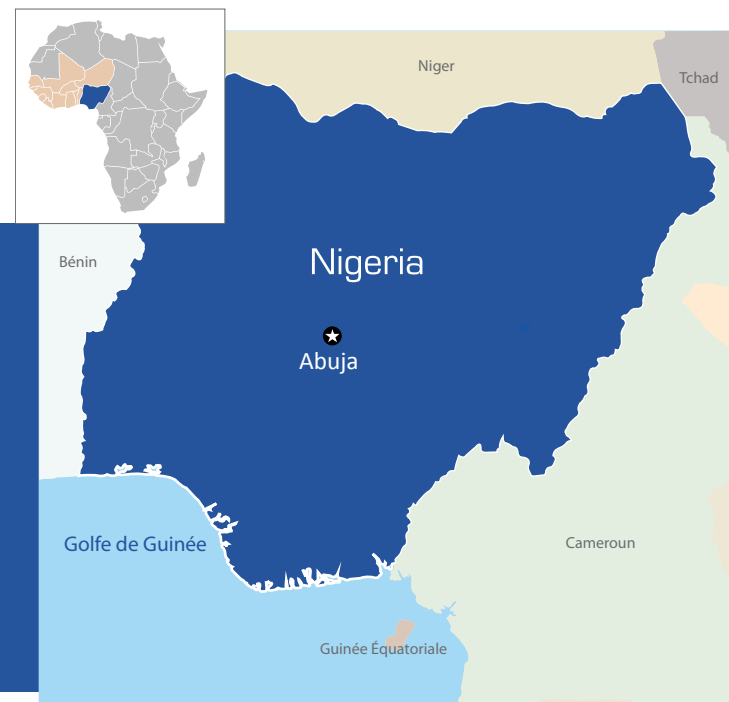 Niger
Tchad
Bénin
Nigeria
Abuja
Golfe de Guinée
Cameroun
Guinée Équatoriale